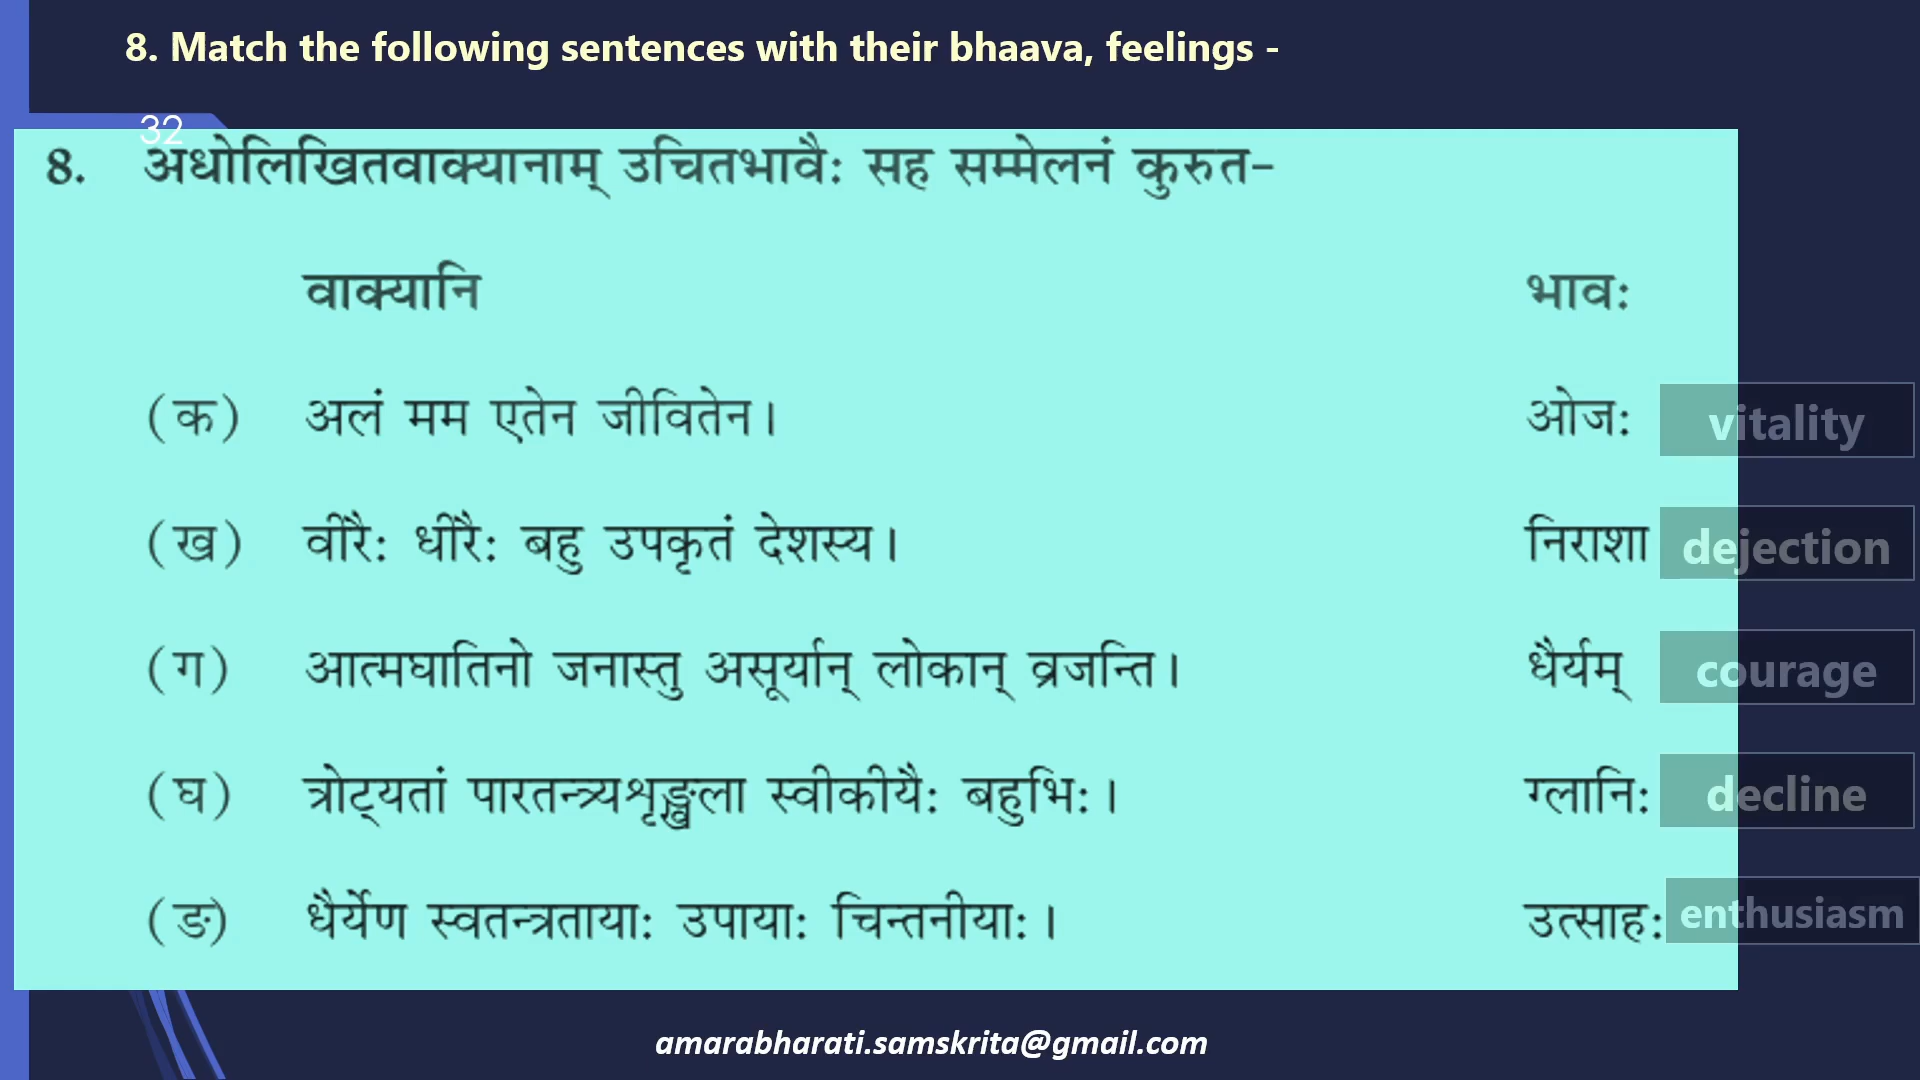 8. Match the following sentences with their bhaava, feelings -
32
8. अधोलिखितवाक्यानाम् उचितभावैः सह सम्मेलनं कुरुत-
वाक्यानि भावः
(क) अलं मम एतेन जीवितेन। ओजः vitality
(ख) वीरैः धीरैः बहु उपकृतं देशस्य। निराशा dejection
(ग) आत्मघातिनो जनास्तु असूर्यान् लोकान् व्रजन्ति। धैर्यम् courage
(घ) त्रोट्यतां पारतन्त्र्यशृङ्खला स्वीकीयैः बहुभिः। ग्लानिः decline
(ङ) धैर्येण स्वतन्त्रतायाः उपायाः चिन्तनीयाः। उत्साहः enthusiasm
amarabharati.samskrita@gmail.com